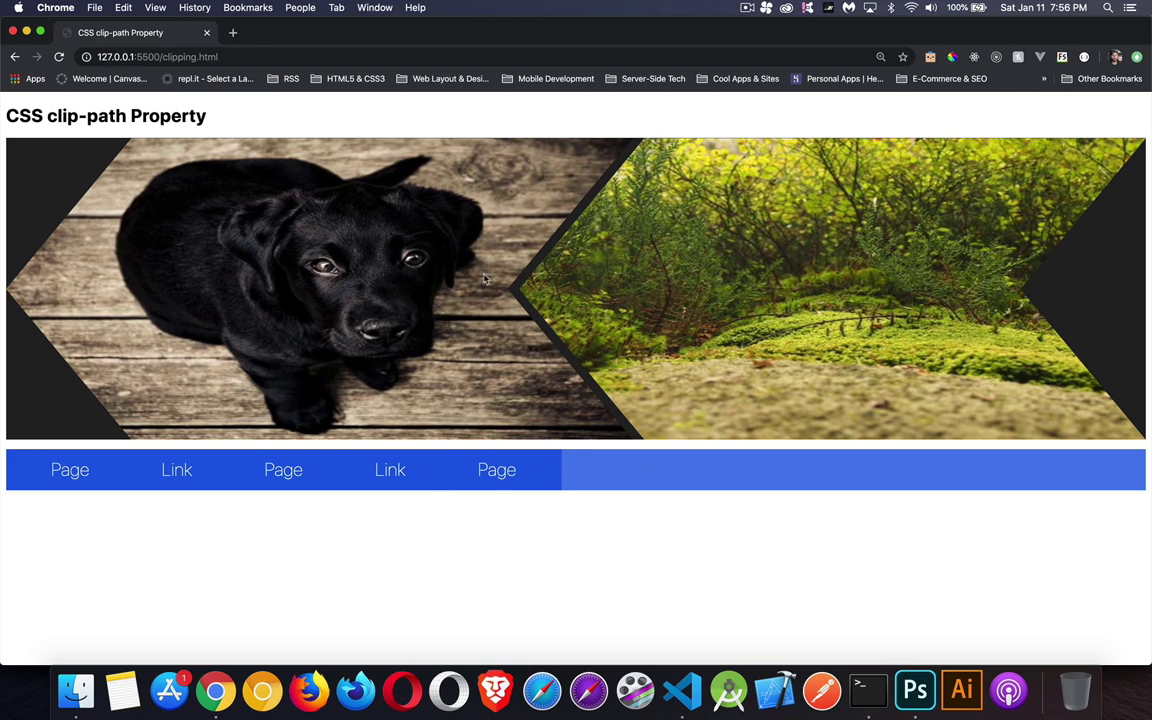 Chrome File Edit View History Bookmarks People Tab Window Help 100% Sat Jan 11 7:56 PM
CSS clip-path Property
127.0.0.1:5500/clipping.html
Apps Welcome | Canvas... repl.it - Select a La... RSS HTML5 & CSS3 Web Layout & Desi... Mobile Development Server-Side Tech Cool Apps & Sites Personal Apps | He... E-Commerce & SEO » Other Bookmarks
CSS clip-path Property
Page Link Page Link Page
1 >_ Ps Ai